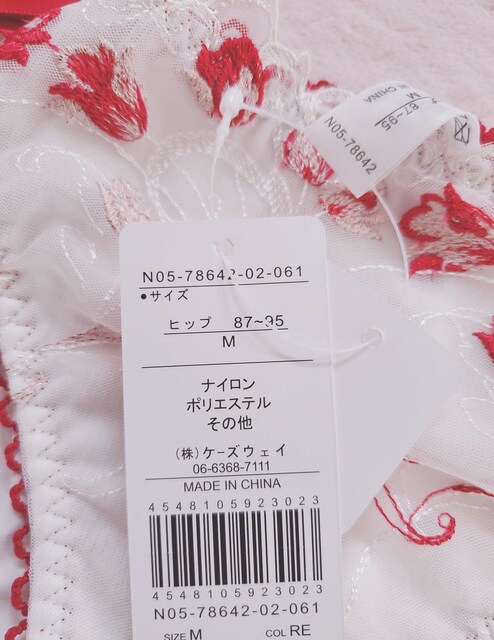 M
87~95
CHINA
N05-78642
N05-78642-02-061
●サイズ
ヒップ 87~95
M
ナイロン
ポリエステル
その他
(株)ケーズウェイ
06-6368-7111
MADE IN CHINA
4548105923023
N05-78642-02-061
SIZE M COL RE